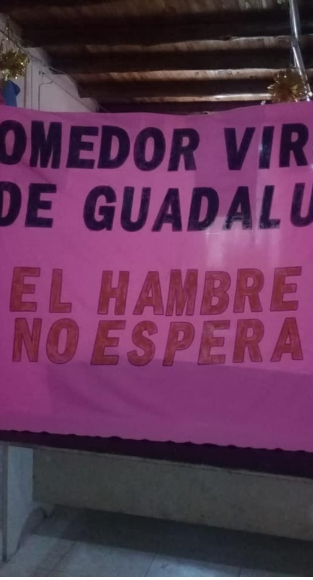 OMEDOR VIR
DE GUADALU
EL HAMBRE
NO ESPERA